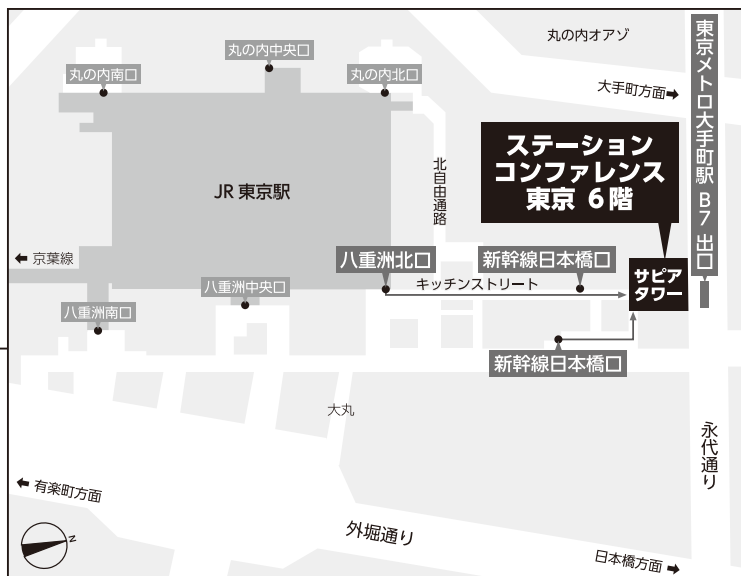 丸の内オアゾ
丸の内中央口
丸の内南口
丸の内北口
大手町方面
東京メトロ大手町駅 B7 出口
ステーション
コンファレンス
東京 6階
北自由通路
JR 東京駅
京葉線
八重洲北口
新幹線日本橋口
サピア
タワー
キッチンストリート
八重洲中央口
八重洲南口
新幹線日本橋口
大丸
永代通り
有楽町方面
外堀通り
日本橋方面
N